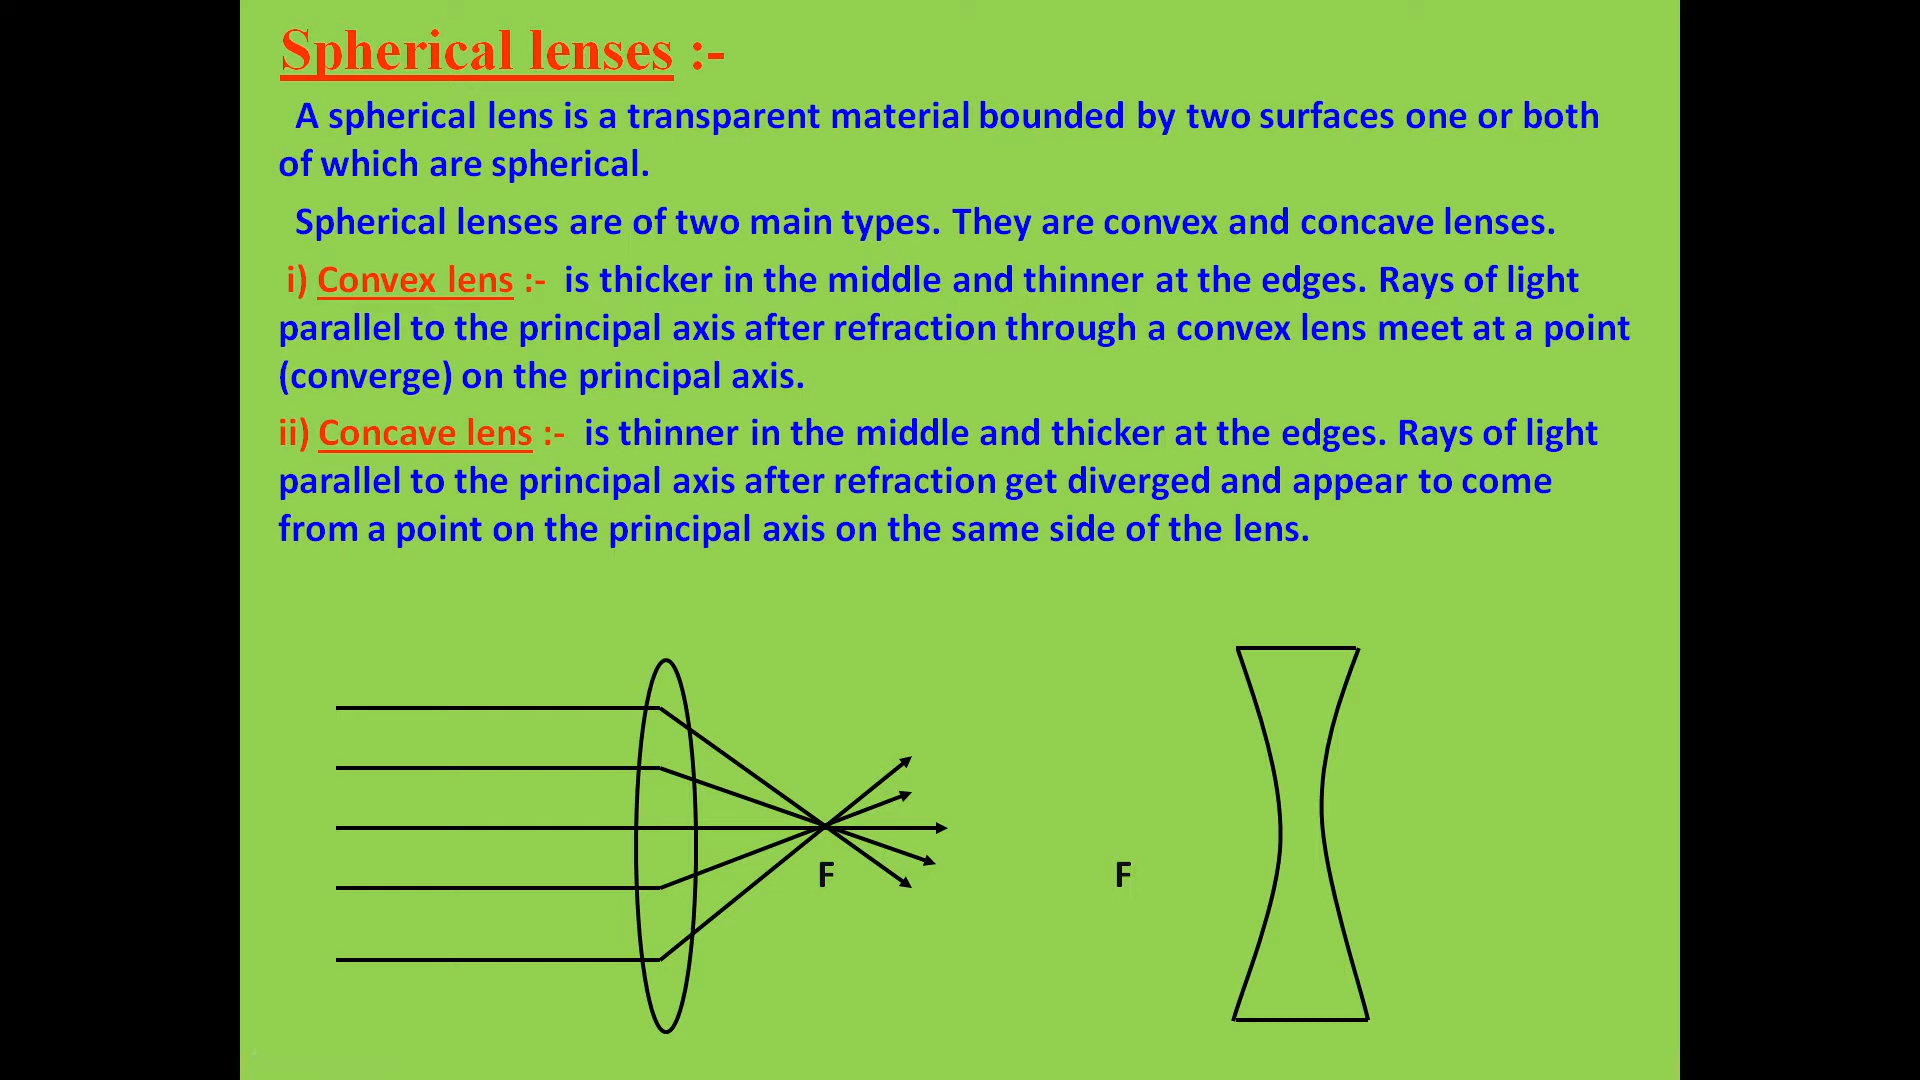 Spherical lenses :-
A spherical lens is a transparent material bounded by two surfaces one or both
of which are spherical.
Spherical lenses are of two main types. They are convex and concave lenses.
i) Convex lens :- is thicker in the middle and thinner at the edges. Rays of light
parallel to the principal axis after refraction through a convex lens meet at a point
(converge) on the principal axis.
ii) Concave lens :- is thinner in the middle and thicker at the edges. Rays of light
parallel to the principal axis after refraction get diverged and appear to come
from a point on the principal axis on the same side of the lens.
F
F